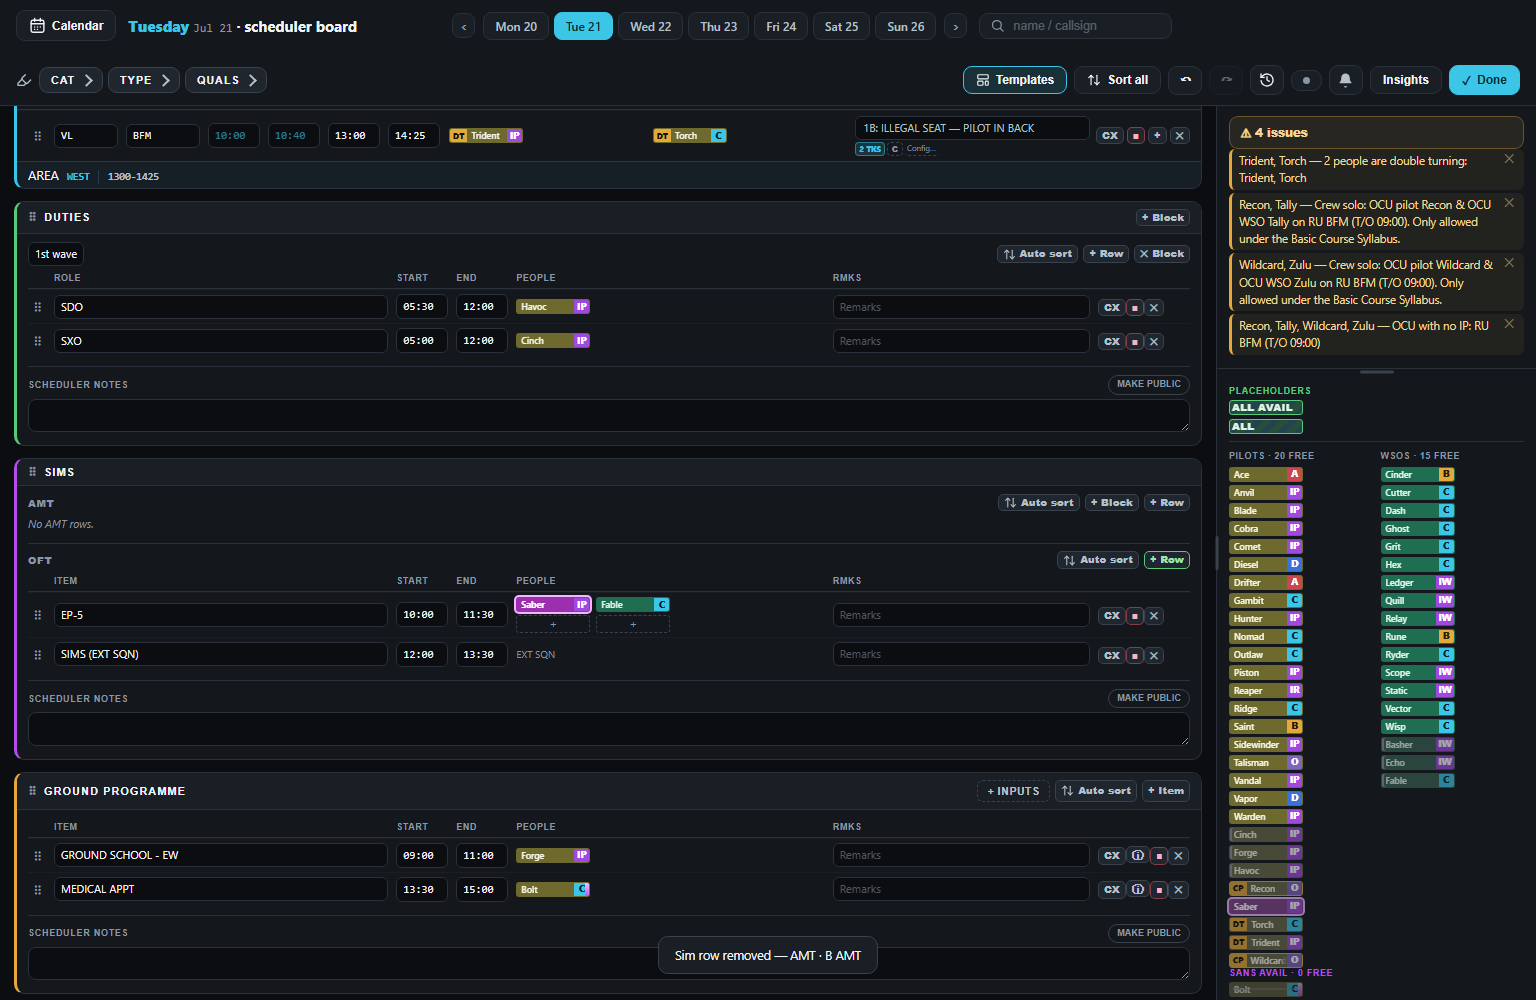 Calendar
Tuesday Jul 21 · scheduler board
‹
Mon 20
Tue 21
Wed 22
Thu 23
Fri 24
Sat 25
Sun 26
›
name / callsign
CAT
TYPE
QUALS
Templates
Sort all
Insights
✓ Done
VL
BFM
10:00
10:40
13:00
14:25
DT Trident IP
DT Torch C
1B: ILLEGAL SEAT — PILOT IN BACK
CX
+
2 TKS
C
Config...
AREA WEST 1300-1425
DUTIES
+ Block
1st wave
Auto sort
+ Row
✕ Block
ROLE
START
END
PEOPLE
RMKS
SDO
05:30
12:00
Havoc IP
Remarks
CX
SXO
05:00
12:00
Cinch IP
Remarks
CX
SCHEDULER NOTES
MAKE PUBLIC
SIMS
AMT
Auto sort
+ Block
+ Row
No AMT rows.
OFT
Auto sort
+ Row
ITEM
START
END
PEOPLE
RMKS
EP-5
10:00
11:30
Saber IP
Fable C
+
+
Remarks
CX
SIMS (EXT SQN)
12:00
13:30
EXT SQN
Remarks
CX
SCHEDULER NOTES
MAKE PUBLIC
GROUND PROGRAMME
+ INPUTS
Auto sort
+ Item
ITEM
START
END
PEOPLE
RMKS
GROUND SCHOOL - EW
09:00
11:00
Forge IP
Remarks
CX
MEDICAL APPT
13:30
15:00
Bolt C
Remarks
CX
SCHEDULER NOTES
MAKE PUBLIC
Sim row removed — AMT · B AMT
⚠ 4 issues
Trident, Torch — 2 people are double turning:
Trident, Torch
Recon, Tally — Crew solo: OCU pilot Recon & OCU
WSO Tally on RU BFM (T/O 09:00). Only allowed
under the Basic Course Syllabus.
Wildcard, Zulu — Crew solo: OCU pilot Wildcard &
OCU WSO Zulu on RU BFM (T/O 09:00). Only
allowed under the Basic Course Syllabus.
Recon, Tally, Wildcard, Zulu — OCU with no IP: RU
BFM (T/O 09:00)
PLACEHOLDERS
ALL AVAIL
ALL
PILOTS · 20 FREE
Ace A
Anvil IP
Blade IP
Cobra IP
Comet IP
Diesel D
Drifter A
Gambit C
Hunter IP
Nomad C
Outlaw C
Piston IP
Reaper IR
Ridge C
Saint B
Sidewinder IP
Talisman O
Vandal IP
Vapor D
Warden IP
Cinch IP
Forge IP
Havoc IP
CP Recon O
Saber IP
DT Torch C
DT Trident IP
CP Wildcard O
WSOS · 15 FREE
Cinder B
Cutter C
Dash C
Ghost C
Grit C
Hex C
Ledger IW
Quill IW
Relay IW
Rune B
Ryder C
Scope IW
Static IW
Vector C
Wisp C
Basher IW
Echo IW
Fable C
SANS AVAIL · 0 FREE
Bolt C